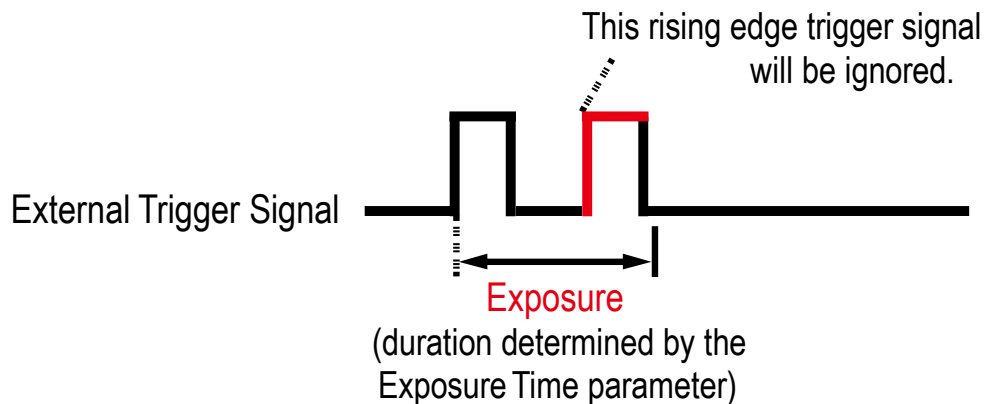 This rising edge trigger signal
will be ignored.
External Trigger Signal
Exposure
(duration determined by the
Exposure Time parameter)